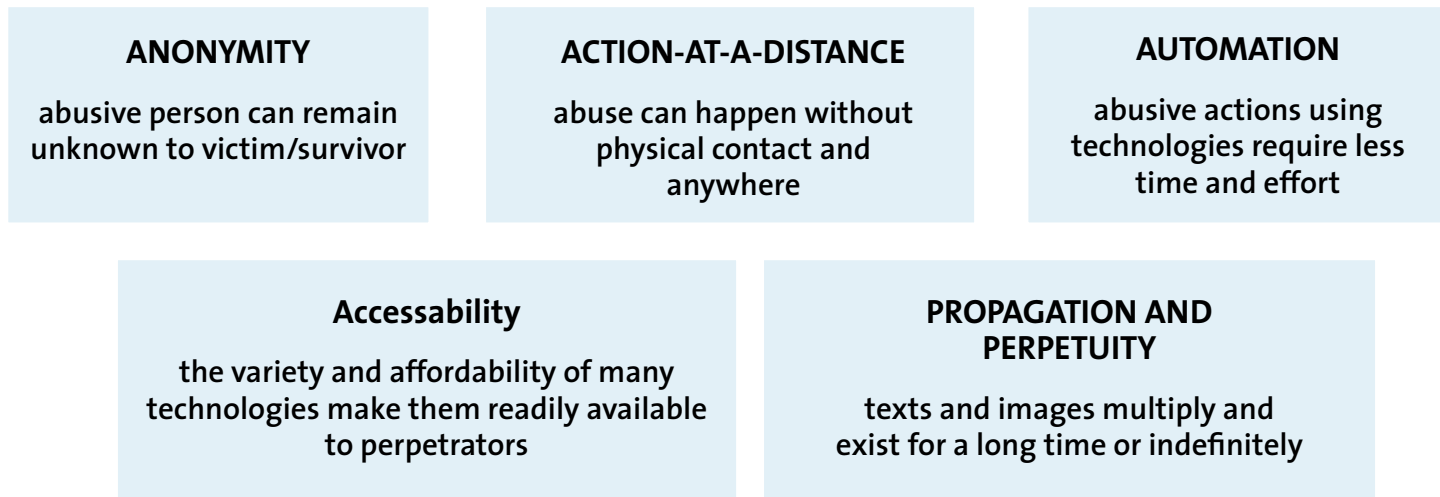 ANONYMITY
abusive person can remain
unknown to victim/survivor
ACTION-AT-A-DISTANCE
abuse can happen without
physical contact and
anywhere
AUTOMATION
abusive actions using
technologies require less
time and effort
Accessability
the variety and affordability of many
technologies make them readily available
to perpetrators
PROPAGATION AND
PERPETUITY
texts and images multiply and
exist for a long time or indefinitely